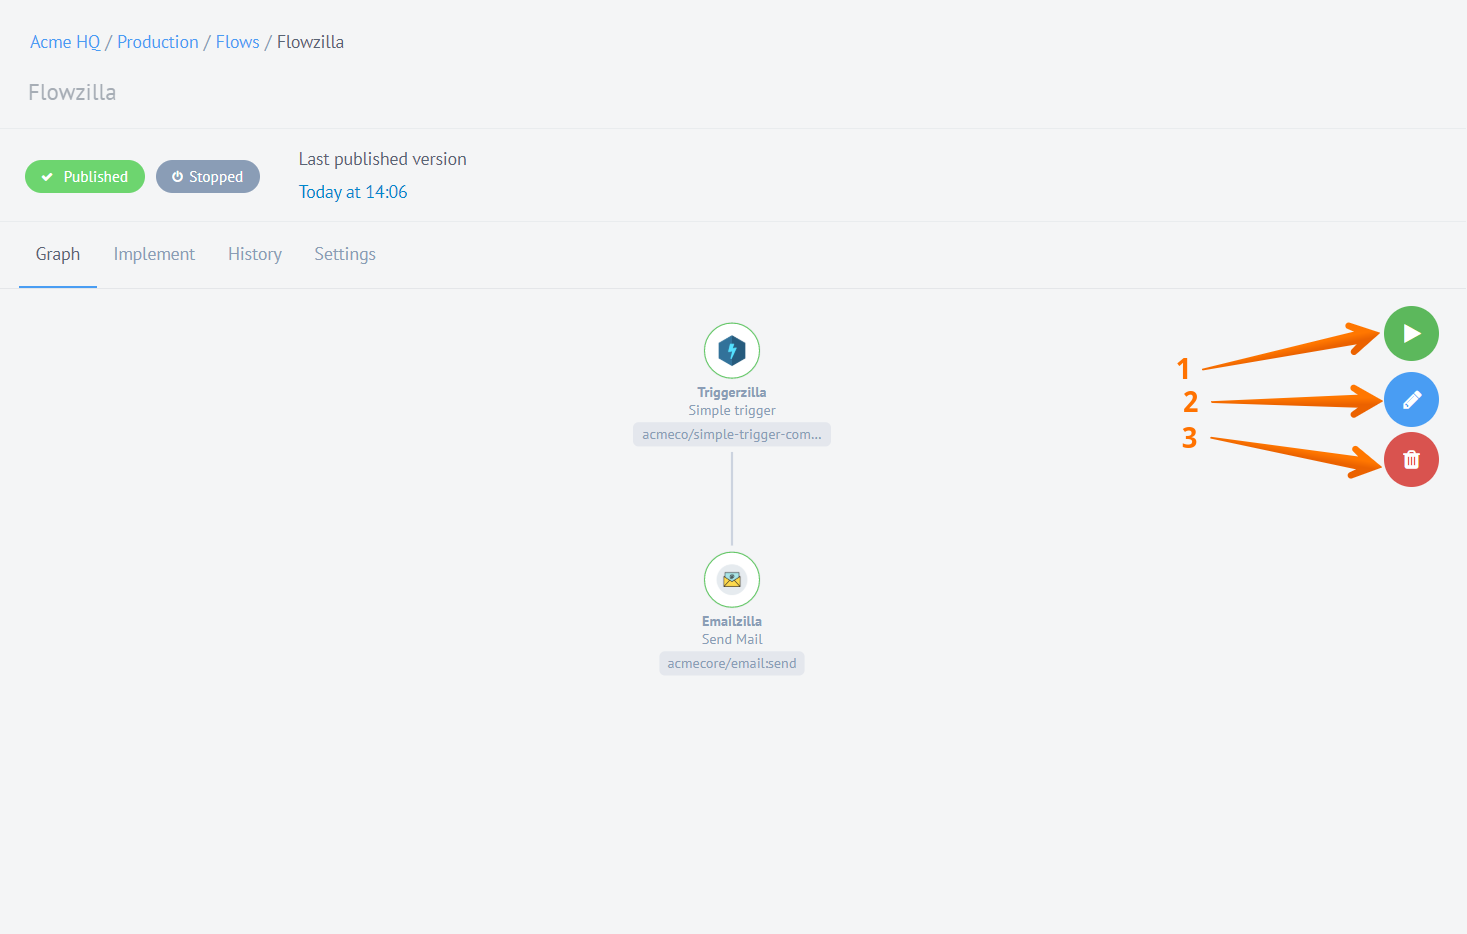 Acme HQ / Production / Flows / Flowzilla
Flowzilla
Published
Stopped
Last published version
Today at 14:06
Graph
Implement
History
Settings
Triggerzilla
Simple trigger
acmeco/simple-trigger-com...
1
2
3
Emailzilla
Send Mail
acmecore/email:send